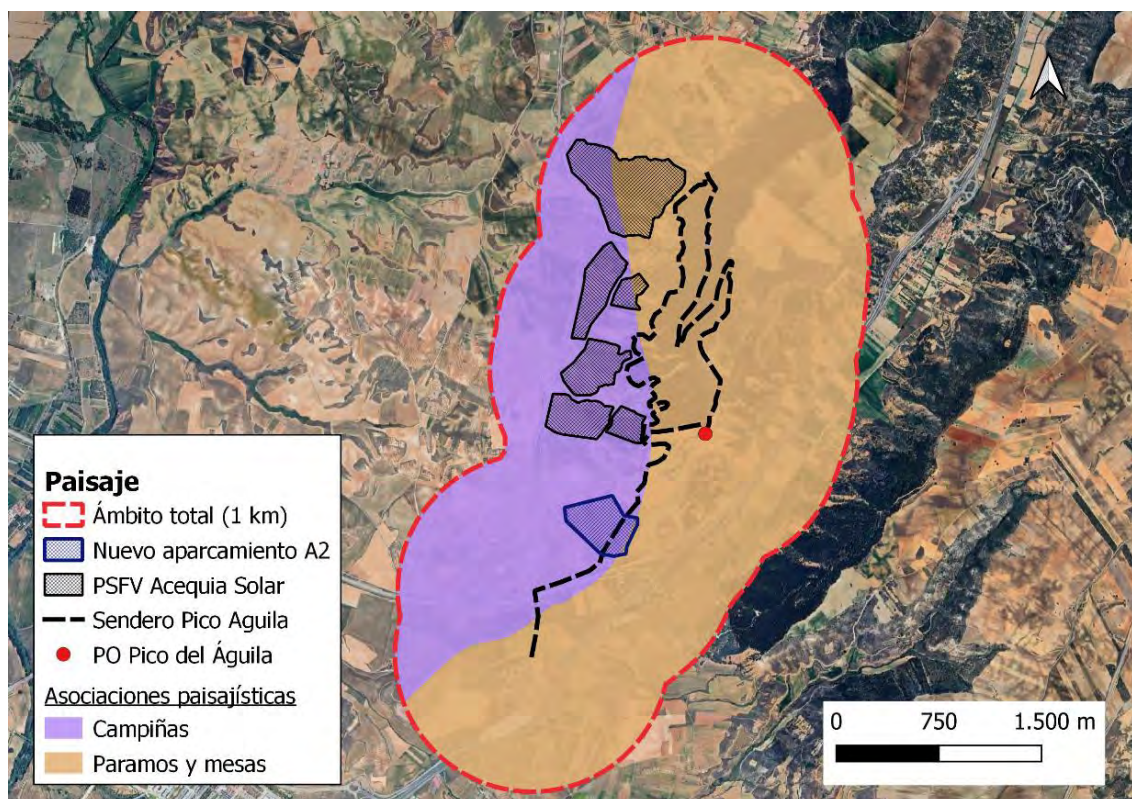 Paisaje
Ámbito total (1 km)
Nuevo aparcamiento A2
PSFV Acequia Solar
Sendero Pico Aguila
PO Pico del Águila
Asociaciones paisajísticas
Campiñas
Paramos y mesas
0 750 1.500 m